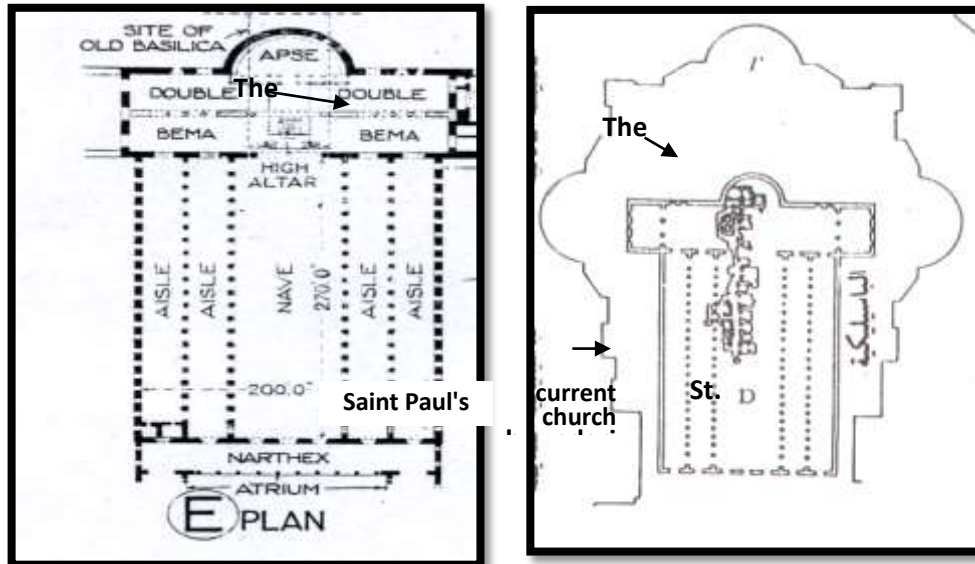 SITE OF
OLD BASILICA
APSE
The
DOUBLE DOUBLE
BEMA BEMA
HIGH
ALTAR
AISLE
AISLE
NAVE
270.0"
AISLE
AISLE
200.0"
Saint Paul's
NARTHEX
ATRIUM
E PLAN
The
current
church
St.
D